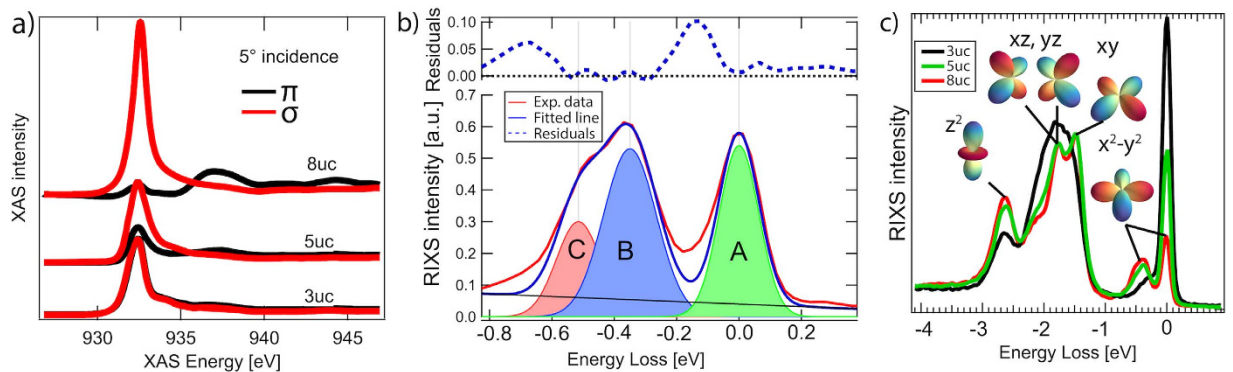 a)
5° incidence
π
σ
8uc
5uc
3uc
XAS intensity
930
935
940
945
XAS Energy [eV]
b)
Residuals
0.10
0.05
0.00
0.7
0.6
0.5
0.4
0.3
0.2
0.1
0.0
RIXS intensity [a.u.]
Exp. data
Fitted line
Residuals
C
B
A
-0.8
-0.6
-0.4
-0.2
0.0
0.2
Energy Loss [eV]
c)
3uc
5uc
8uc
xz, yz
xy
z²
x²-y²
RIXS intensity
-4
-3
-2
-1
0
Energy Loss [eV]